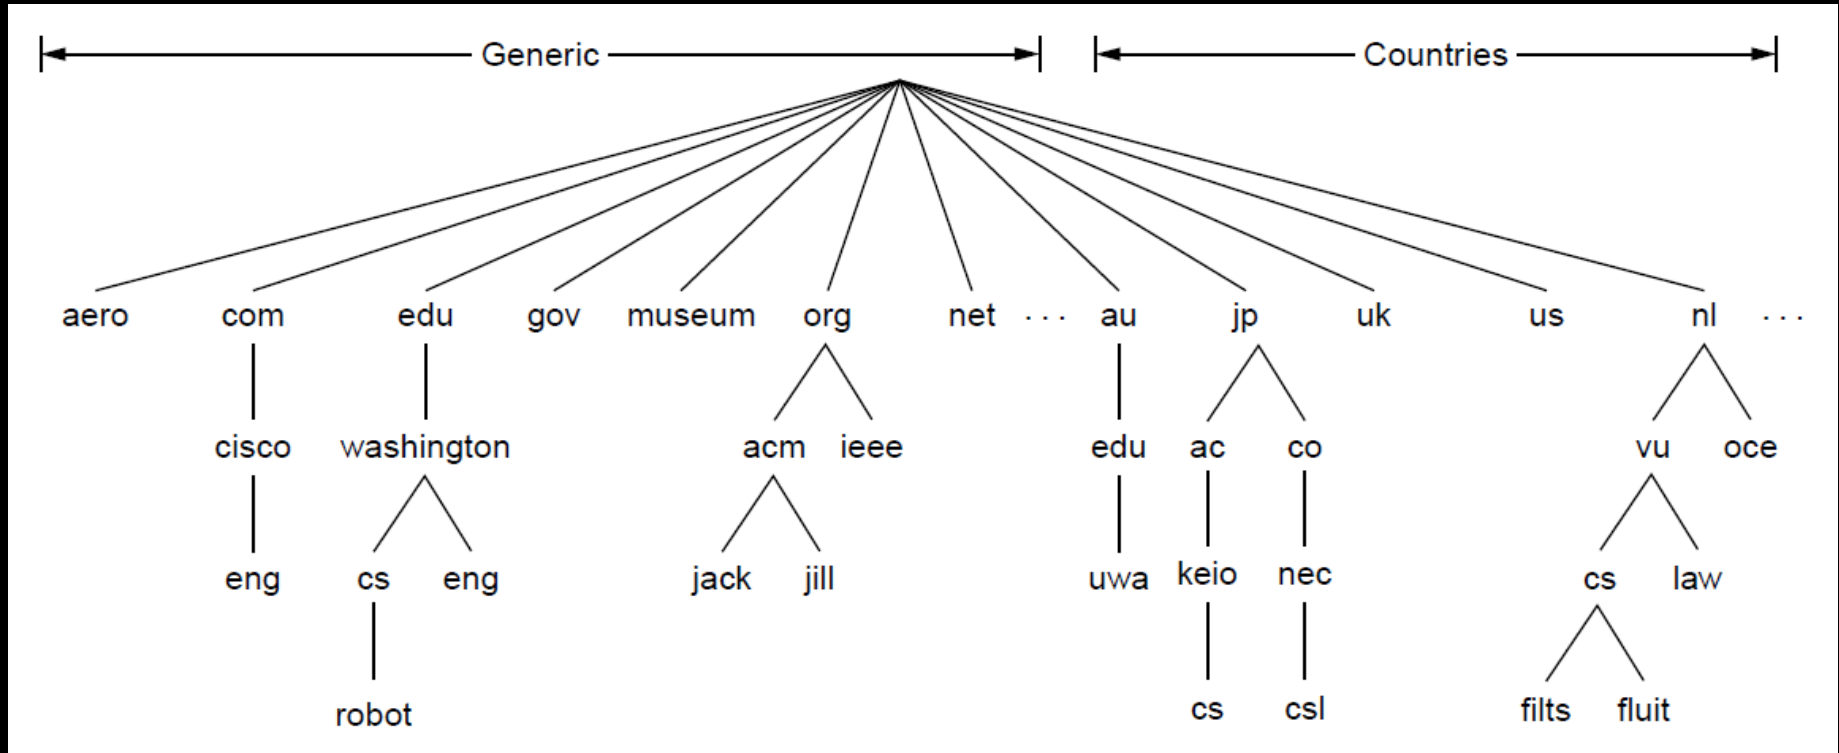 Generic Countries
aero com edu gov museum org net ··· au jp uk us nl ···
cisco washington acm ieee edu ac co vu oce
eng cs eng jack jill uwa keio nec cs law
robot cs csl filts fluit